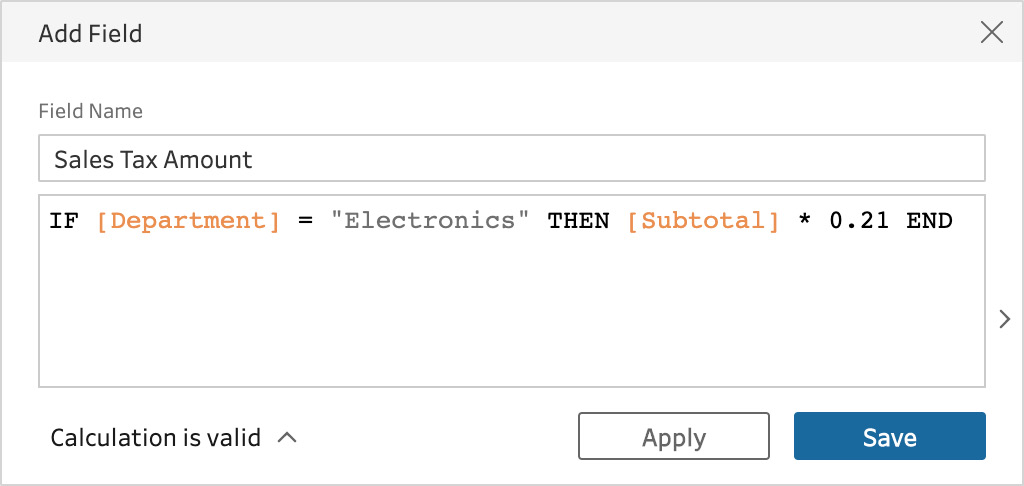 Add Field
Field Name
Sales Tax Amount
IF [Department] = "Electronics" THEN [Subtotal] * 0.21 END
Calculation is valid
Apply
Save